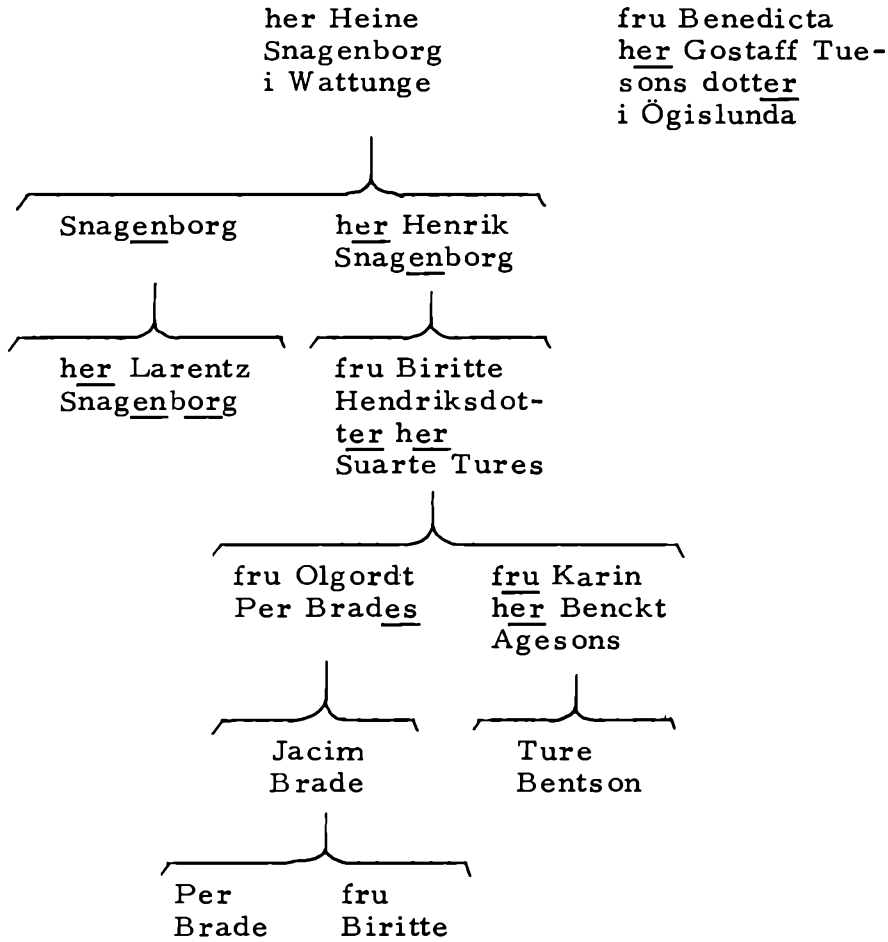 her Heine
Snagenborg
i Wattunge
fru Benedicta
her Gostaff Tue-
sons dotter
i Ögislunda
Snagenborg
her Henrik
Snagenborg
her Larentz
Snagenborg
fru Biritte
Hendriksdot-
ter her
Suarte Tures
fru Olgordt
Per Brades
fru Karin
her Benckt
Agesons
Jacim
Brade
Ture
Bentson
Per
Brade
fru
Biritte